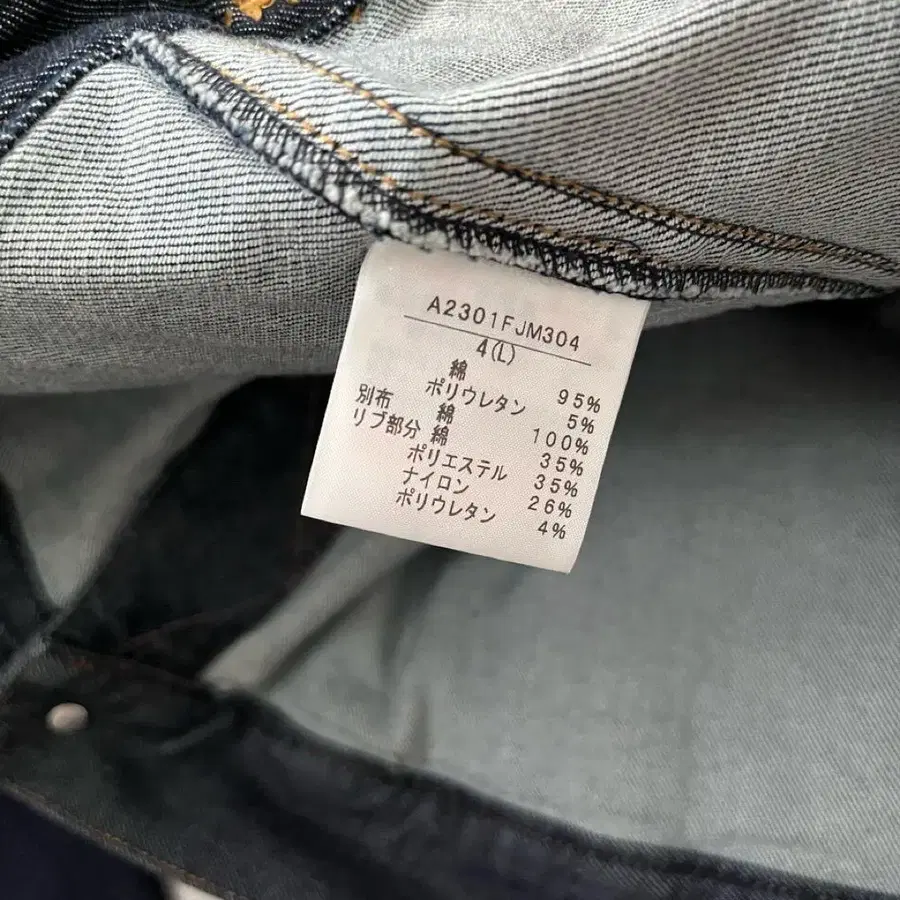 A2301FJM304
4(L)
綿 95%
ポリウレタン 5%
別布 綿 100%
リブ部分 綿 35%
ポリエステル 35%
ナイロン 26%
ポリウレタン 4%